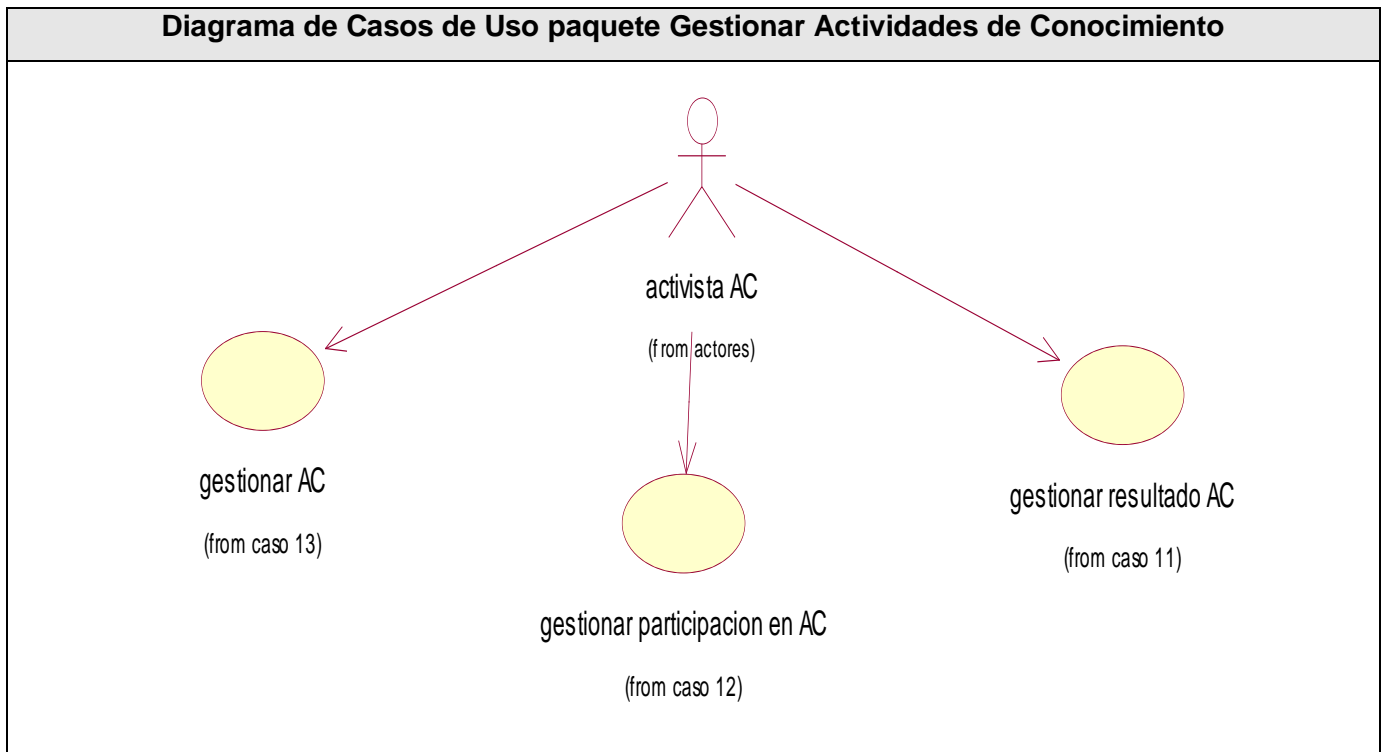 Diagrama de Casos de Uso paquete Gestionar Actividades de Conocimiento
activista AC
(from actores)
gestionar AC
(from caso 13)
gestionar resultado AC
(from caso 11)
gestionar participacion en AC
(from caso 12)